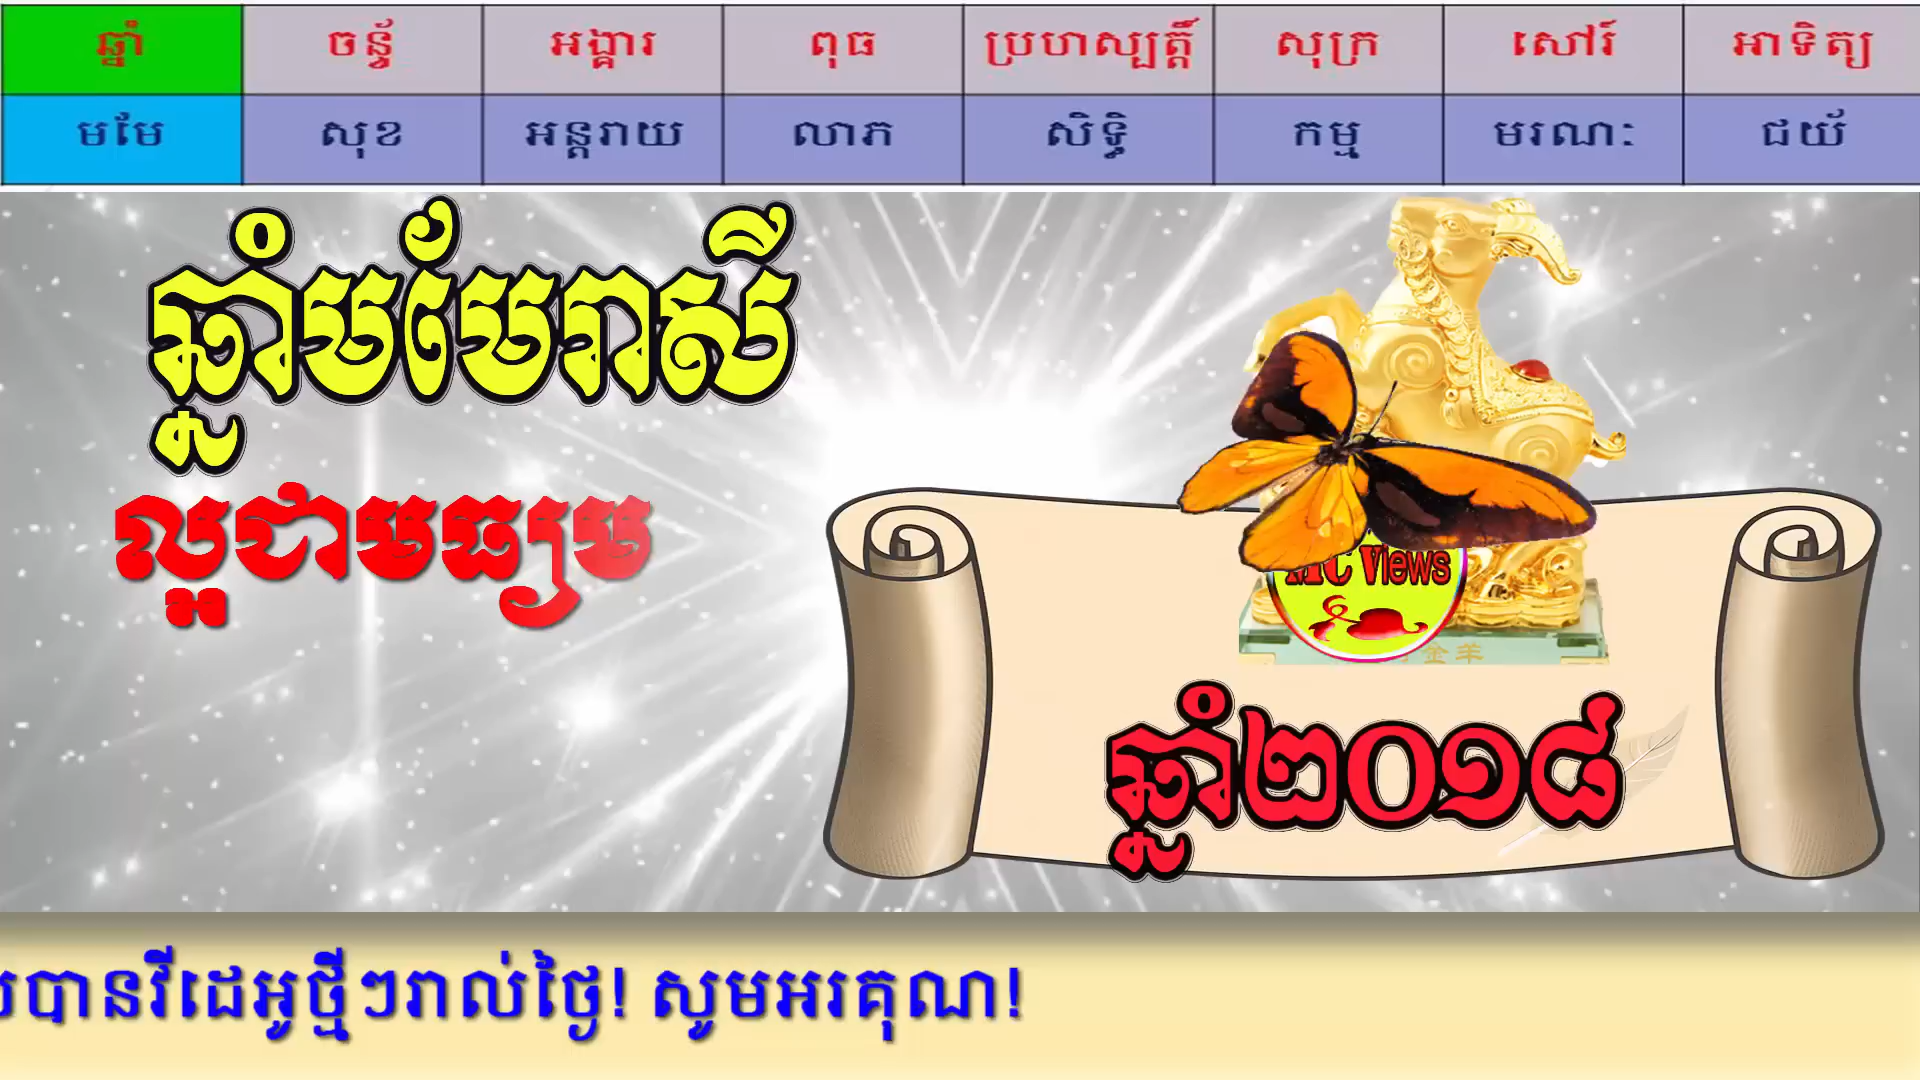 ឆ្នាំ ចន្ទ័ អង្គារ ពុធ ប្រហស្បត្តិ៍ សុក្រ សៅរ៍ អាទិត្យ
មមែ សុខ អន្តរាយ លាភ សិទ្ធិ កម្ម មរណៈ ជយ័
ឆ្នាំមមែរាសី
ល្អជាមធ្យម
MC Views
金羊
ឆ្នាំ២០១៨
បានវីដេអូថ្មីៗរាល់ថ្ងៃ! សូមអរគុណ!